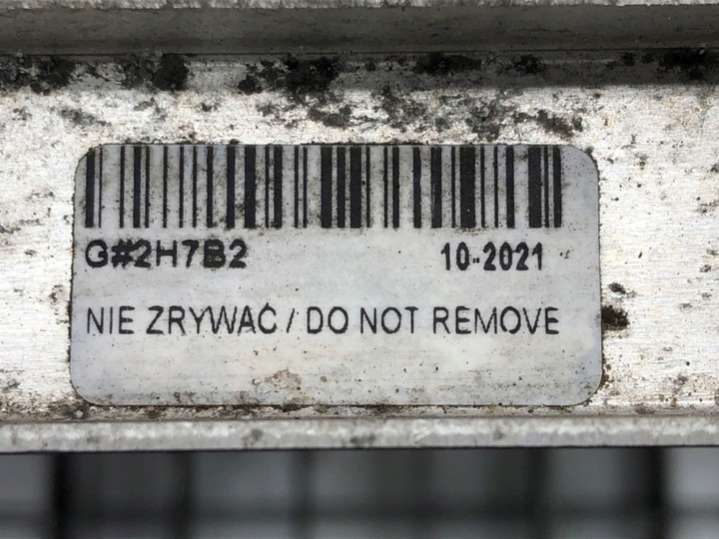 G#2H7B2 10-2021
NIE ZRYWAĆ / DO NOT REMOVE